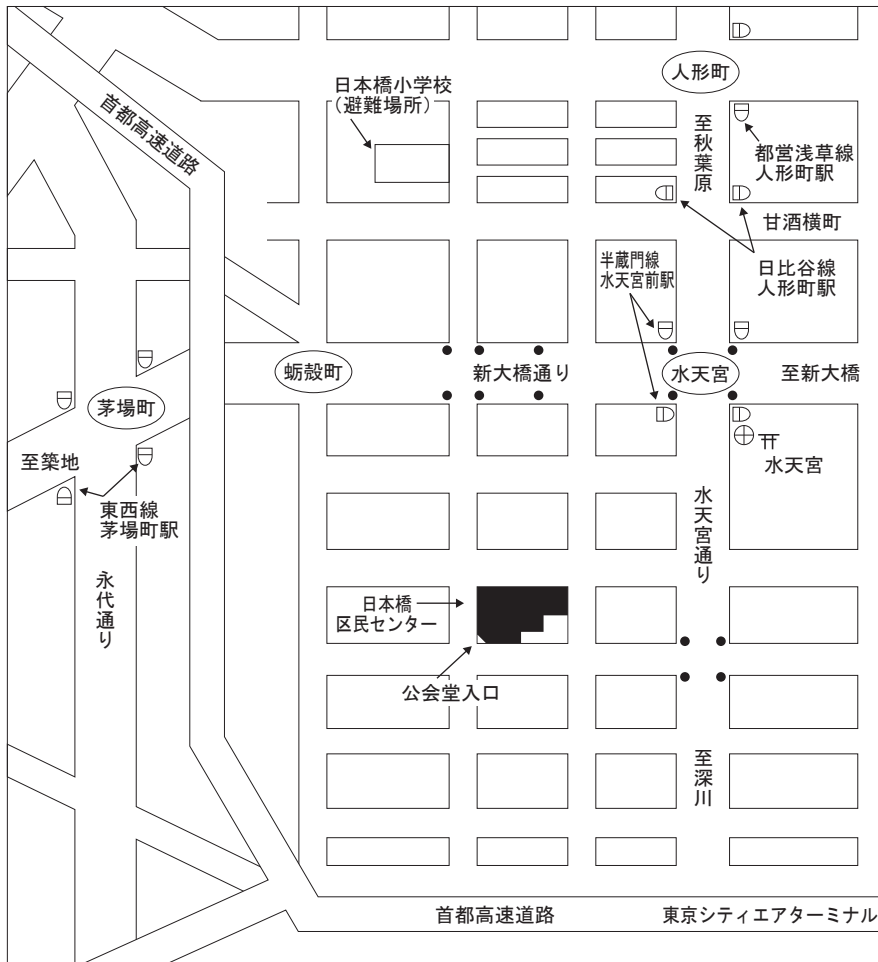 人形町
日本橋小学校
（避難場所）
首都高速道路
至秋葉原
都営浅草線
人形町駅
甘酒横町
日比谷線
人形町駅
半蔵門線
水天宮前駅
蛎殻町
新大橋通り
水天宮
至新大橋
茅場町
至築地
水天宮
東西線
茅場町駅
水天宮通り
永代通り
日本橋
区民センター
公会堂入口
至深川
首都高速道路
東京シティエアターミナル